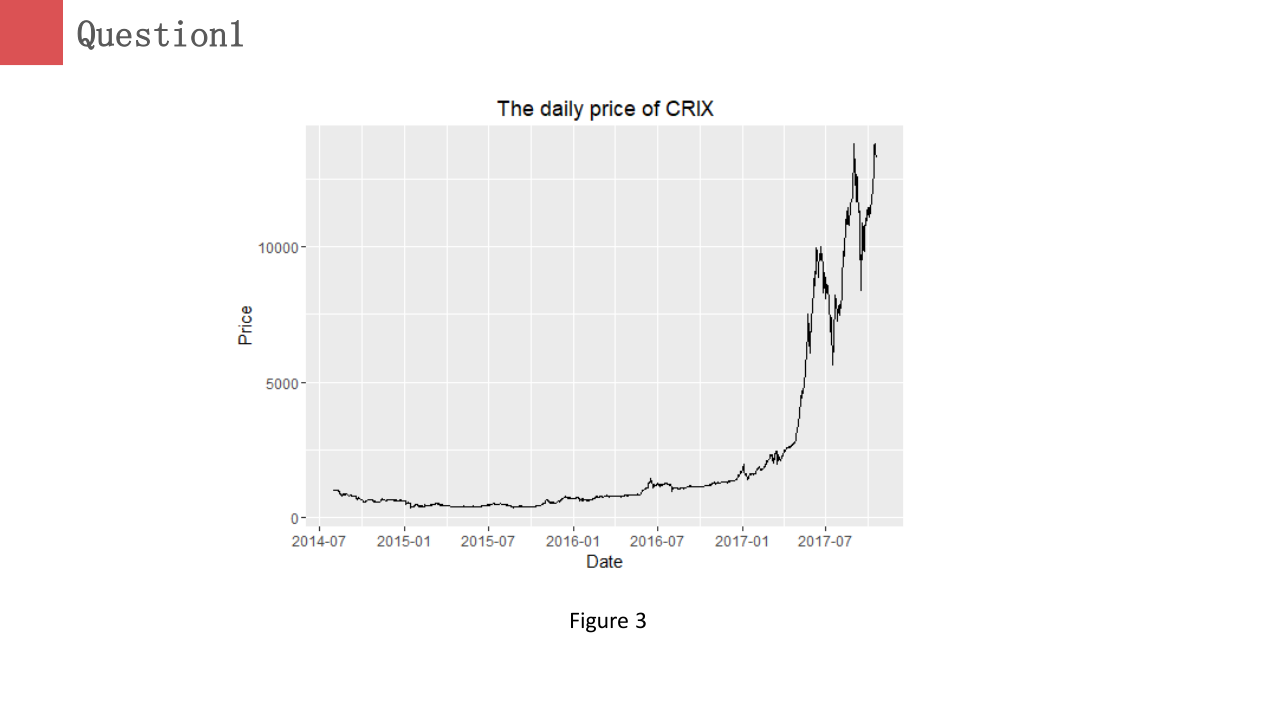 Question1
The daily price of CRIX
10000
5000
0
Price
2014-07 2015-01 2015-07 2016-01 2016-07 2017-01 2017-07
Date
Figure 3